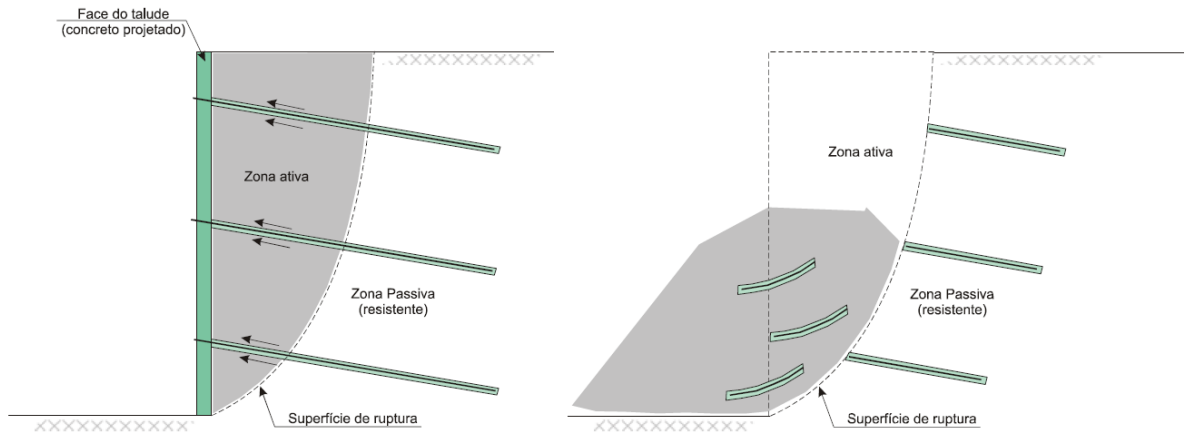 Face do talude
(concreto projetado)
Zona ativa
Zona Passiva
(resistente)
Superfície de ruptura
Zona ativa
Zona Passiva
(resistente)
Superfície de ruptura